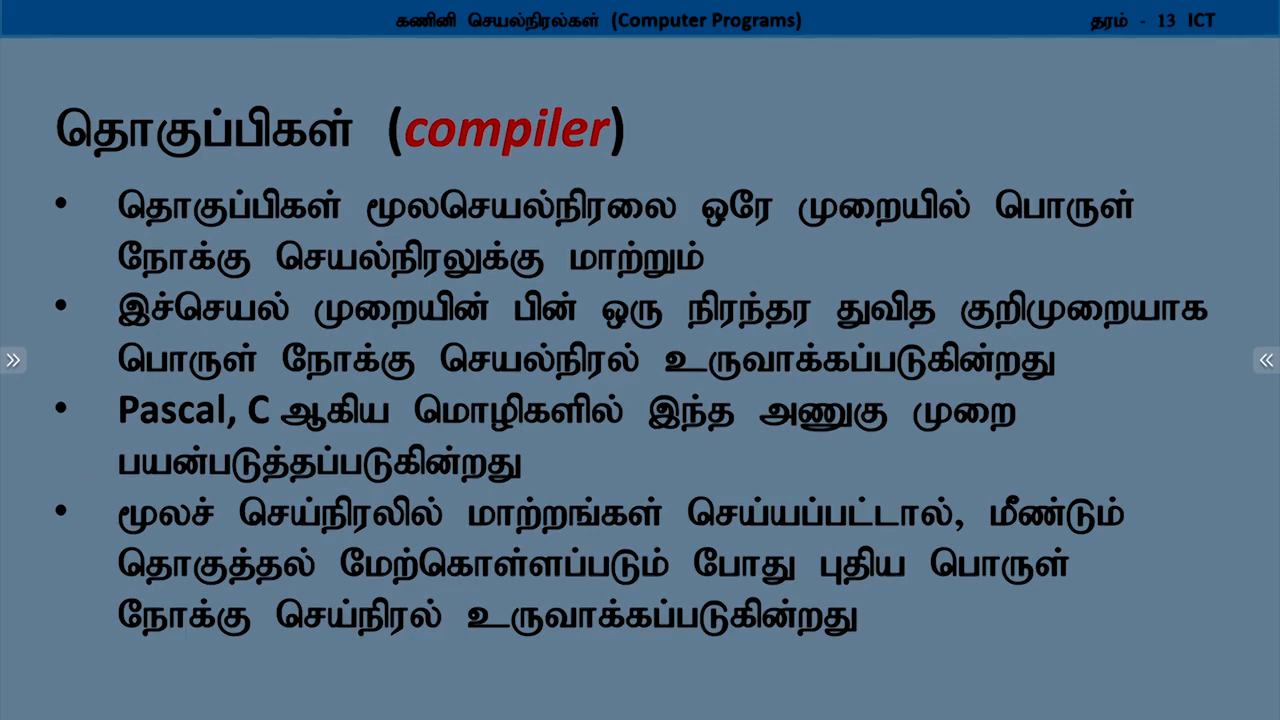 கணினி செயல்நிரல்கள் (Computer Programs) தரம் - 13 ICT
தொகுப்பிகள் (compiler)
• தொகுப்பிகள் மூலசெயல்நிரலை ஒரே முறையில் பொருள்
நோக்கு செயல்நிரலுக்கு மாற்றும்
• இச்செயல் முறையின் பின் ஒரு நிரந்தர துவித குறிமுறையாக
பொருள் நோக்கு செயல்நிரல் உருவாக்கப்படுகின்றது
• Pascal, C ஆகிய மொழிகளில் இந்த அணுகு முறை
பயன்படுத்தப்படுகின்றது
• மூலச் செய்நிரலில் மாற்றங்கள் செய்யப்பட்டால், மீண்டும்
தொகுத்தல் மேற்கொள்ளப்படும் போது புதிய பொருள்
நோக்கு செய்நிரல் உருவாக்கப்படுகின்றது